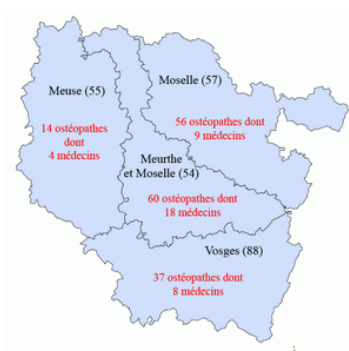 Moselle (57)
Meuse (55)
56 ostéopathes dont
9 médecins
14 ostéopathes
dont
4 médecins
Meurthe
et Moselle (54)
60 ostéopathes dont
18 médecins
Vosges (88)
37 ostéopathes dont
8 médecins